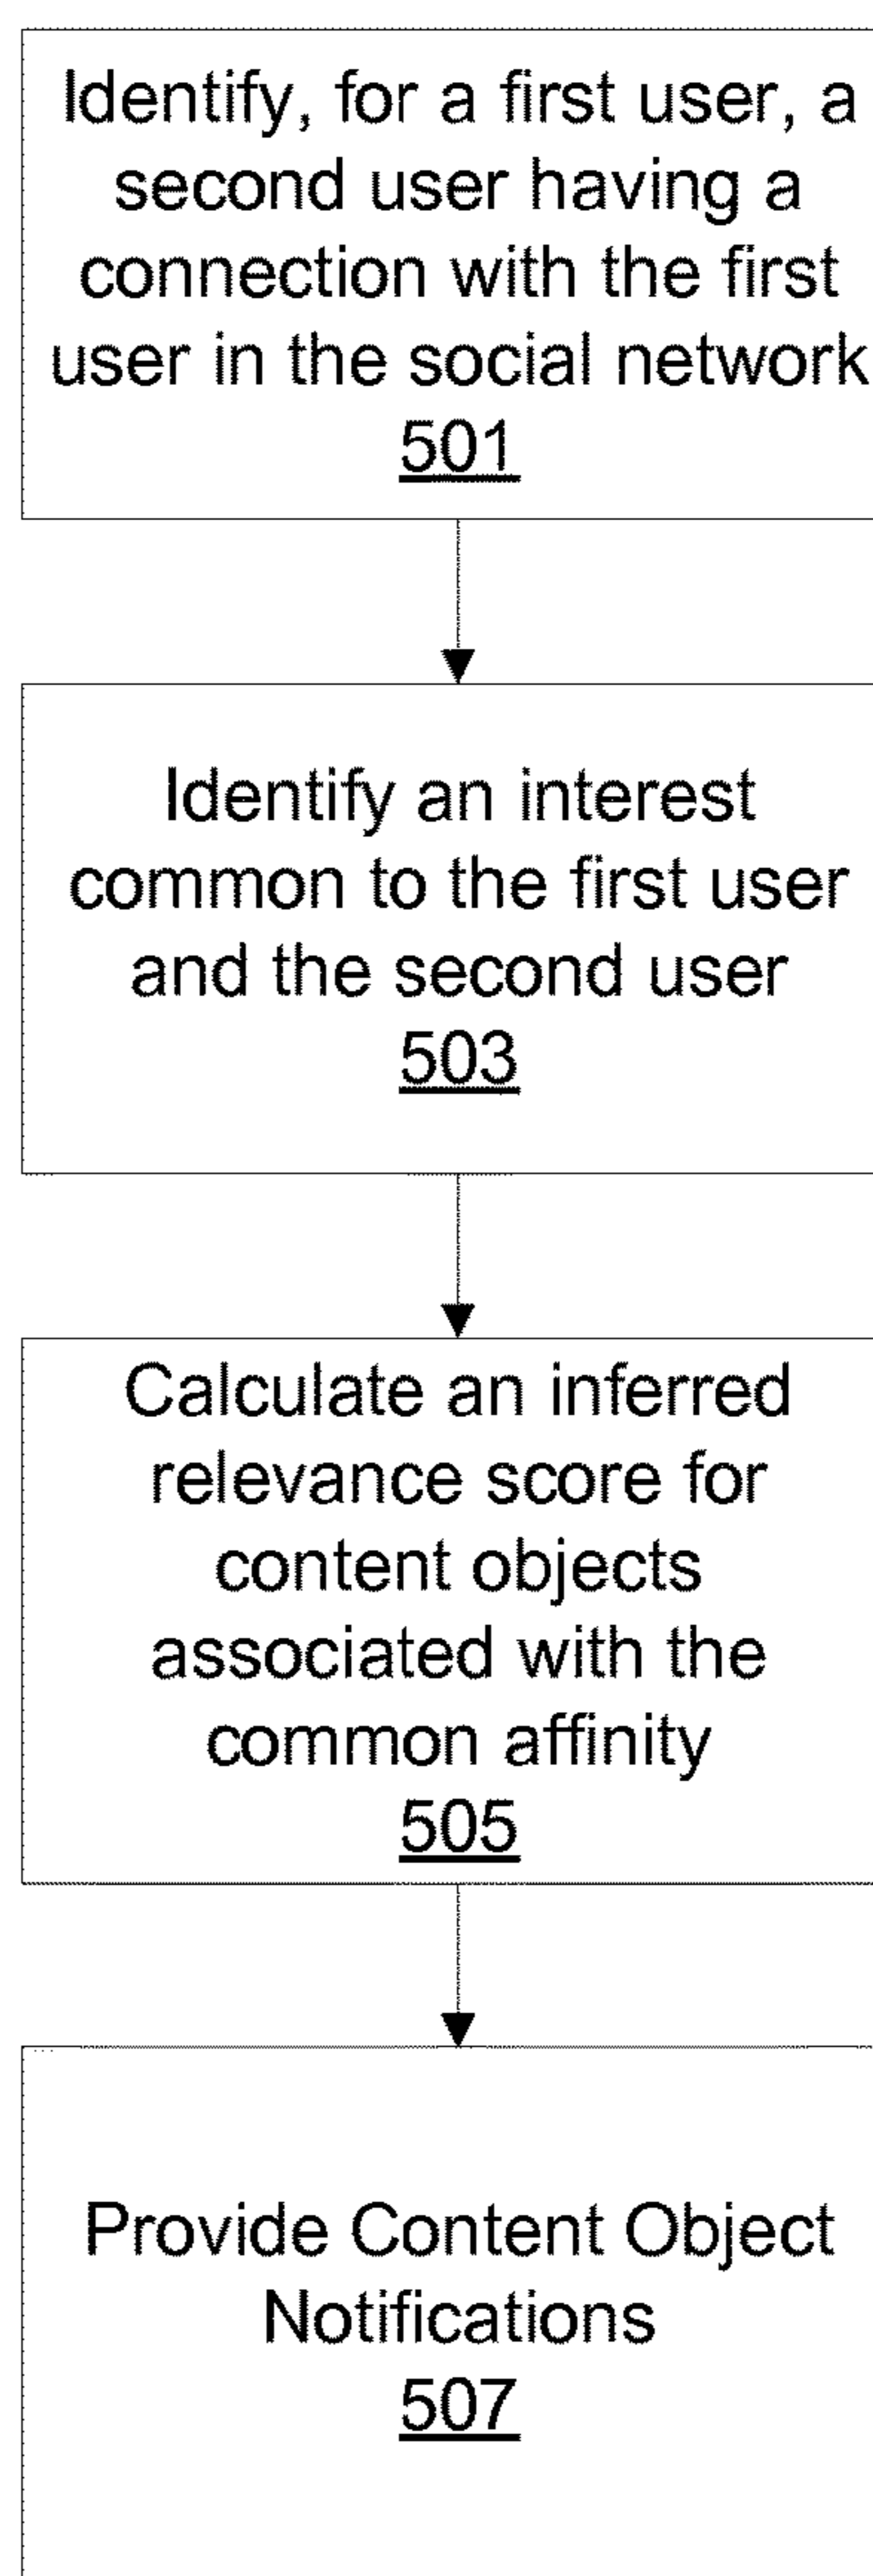 Identify, for a first user, a
second user having a
connection with the first
user in the social network
501
Identify an interest
common to the first user
and the second user
503
Calculate an inferred
relevance score for
content objects
associated with the
common affinity
505
Provide Content Object
Notifications
507